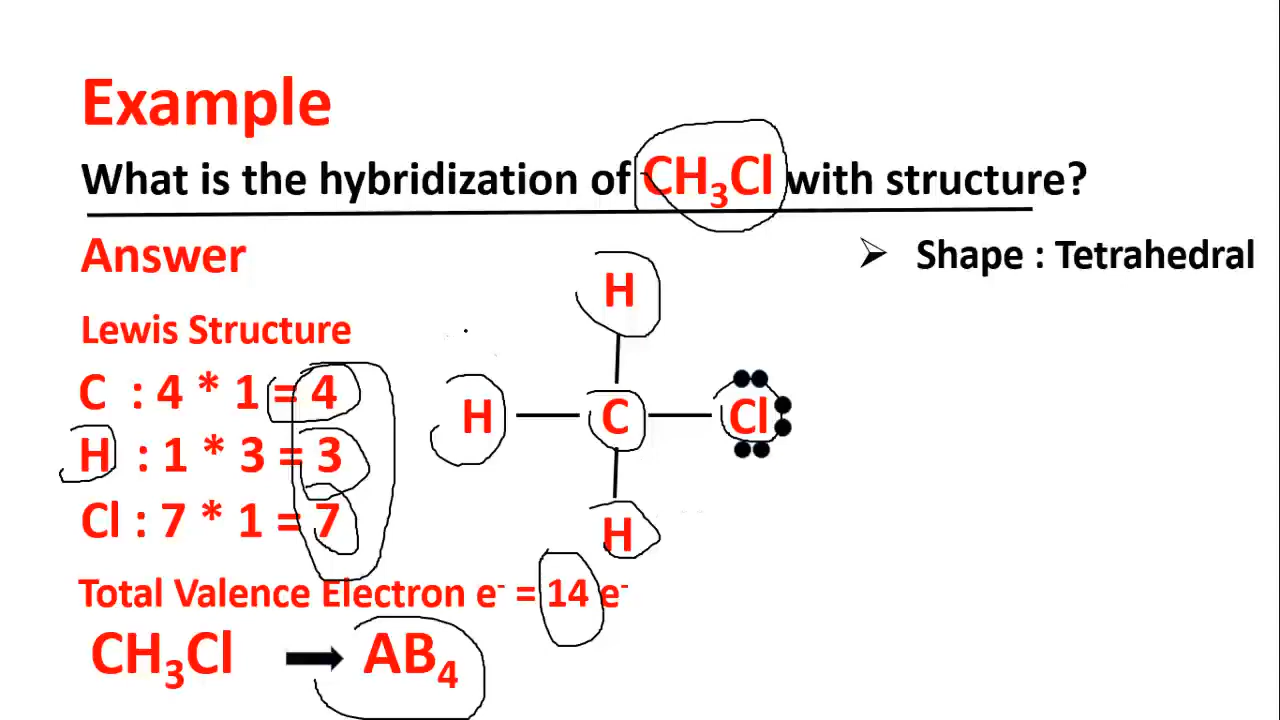 Example
What is the hybridization of CH₃Cl with structure?
Answer
➢ Shape : Tetrahedral
Lewis Structure
C : 4 * 1 = 4
H : 1 * 3 = 3
Cl : 7 * 1 = 7
H
H C Cl
H
Total Valence Electron e⁻ = 14 e⁻
CH₃Cl ➡ AB₄